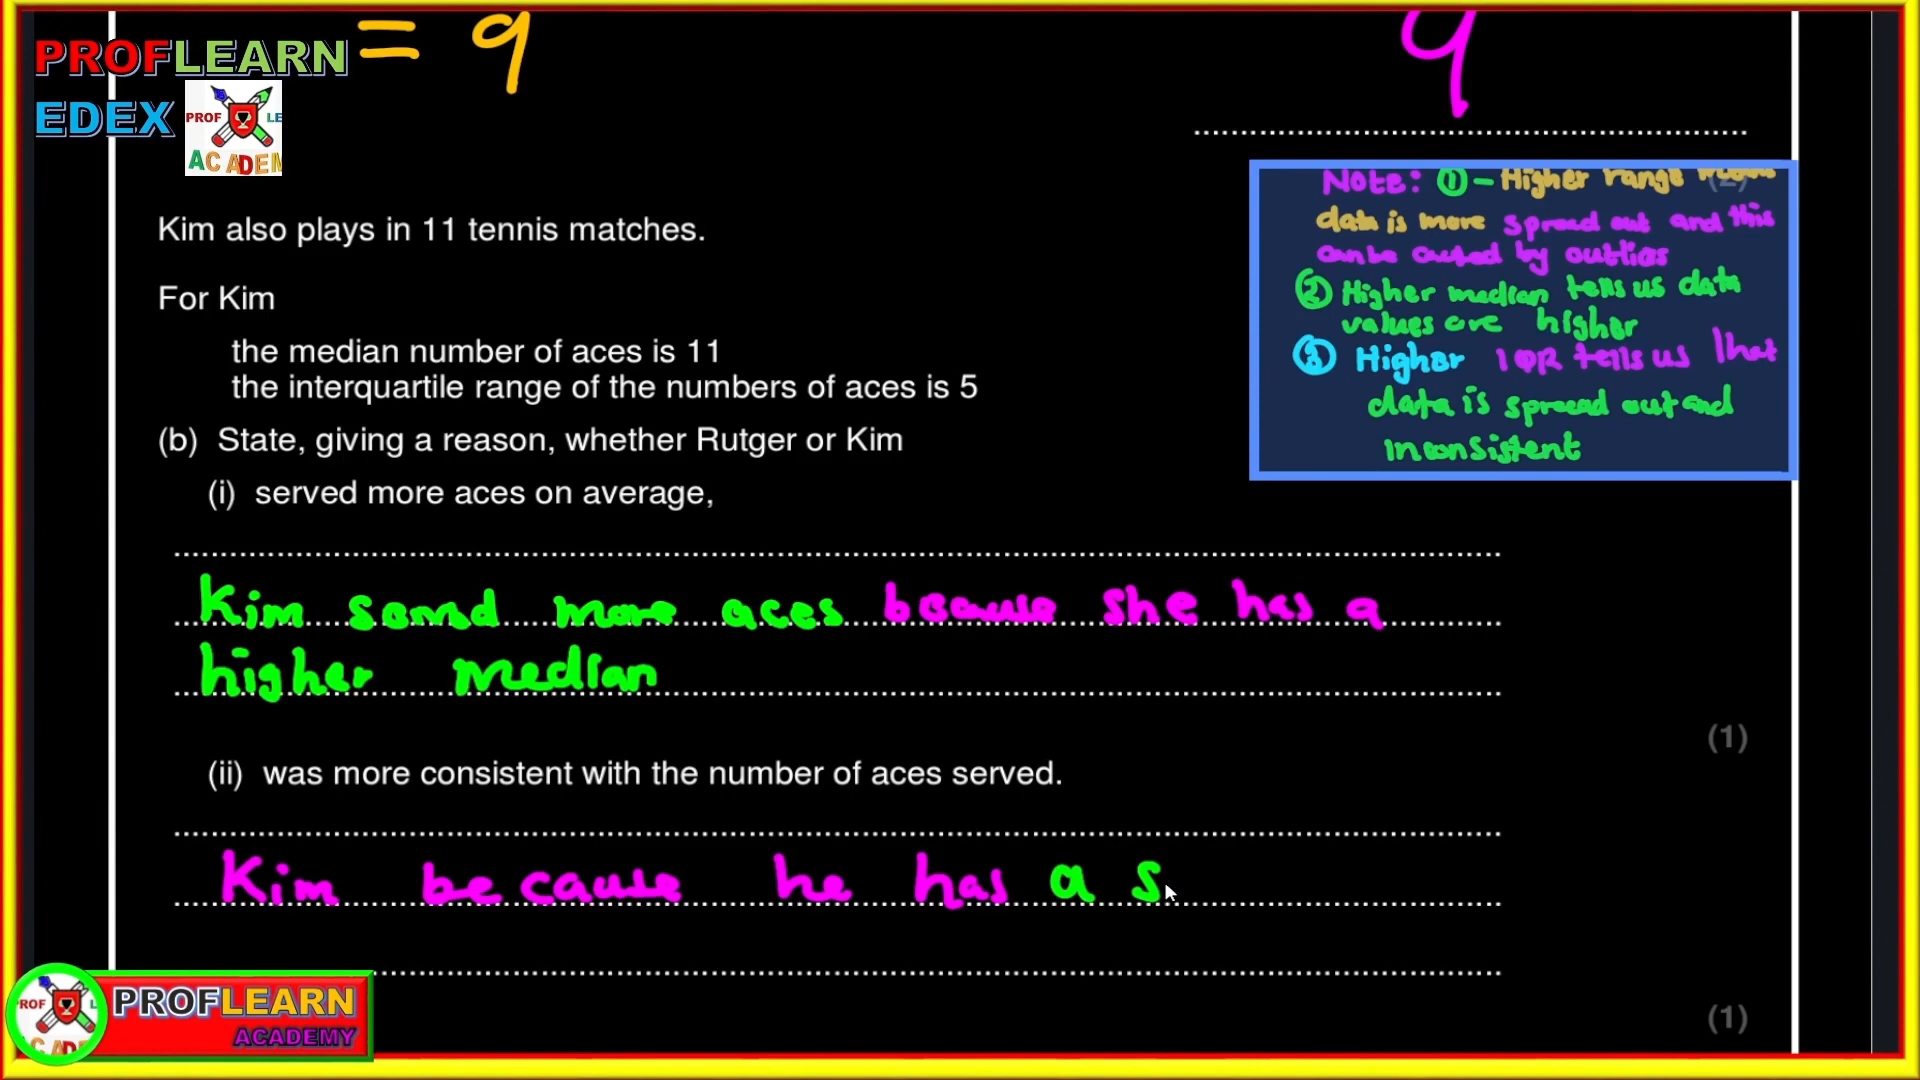 = 9
9
PROFLEARN
EDEX
PROF LE
ACADEM
(2)
Note: ① - Higher range means
data is more spread out and this
can be caused by outliers
② Higher median tells us data
values are higher
③ Higher IQR tells us that
data is spread out and
inconsistent
Kim also plays in 11 tennis matches.
For Kim
the median number of aces is 11
the interquartile range of the numbers of aces is 5
(b) State, giving a reason, whether Rutger or Kim
(i) served more aces on average,
Kim served more aces because she has a
higher median
(1)
(ii) was more consistent with the number of aces served.
Kim because he has a s
(1)
PROFLEARN
ACADEMY